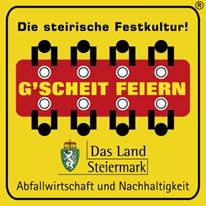 ®
Die steirische Festkultur!
G'SCHEIT FEIERN
Das Land
Steiermark
Abfallwirtschaft und Nachhaltigkeit